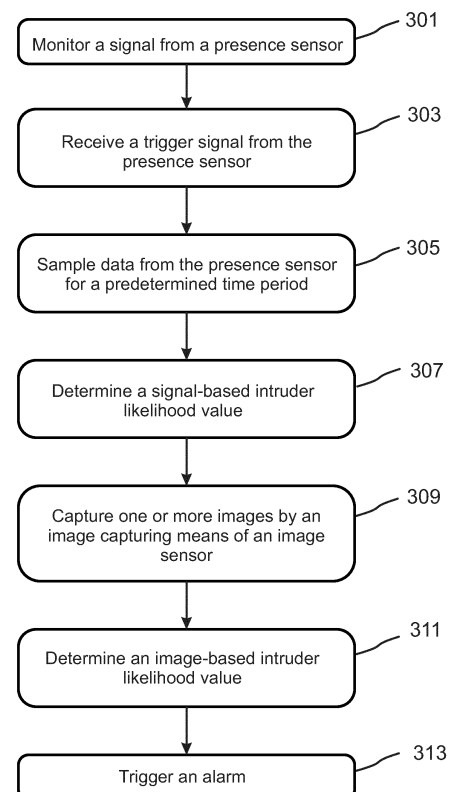 301
Monitor a signal from a presence sensor
303
Receive a trigger signal from the
presence sensor
305
Sample data from the presence sensor
for a predetermined time period
307
Determine a signal-based intruder
likelihood value
309
Capture one or more images by an
image capturing means of an image
sensor
311
Determine an image-based intruder
likelihood value
313
Trigger an alarm